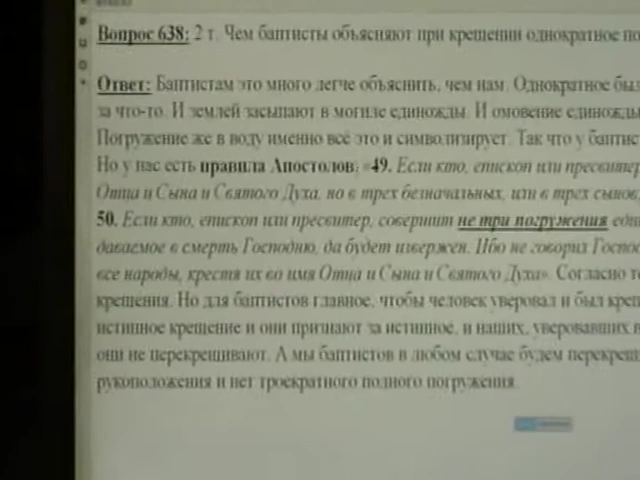 Вопрос 638: 2 т. Чем баптисты объясняют при крещении однократное по
Ответ: Баптистам это много легче объяснить, чем нам. Однократное был
за что-то. И землей засыпают в могиле единожды. И омовение единожды
Погружение же в воду именно всё это и символизирует. Так что у баптис
Но у нас есть правила Апостолов: «49. Если кто, епископ или пресвитер
Отца и Сына и Святого Духа, но в трех безначальных, или в трех сынов,
50. Если кто, епископ или пресвитер, совершит не три погружения еди
даваемое в смерть Господню, да будет извержен. Ибо не говорил Госпо
все народы, крестя их во имя Отца и Сына и Святого Духа». Согласно
крещения. Но для баптистов главное, чтобы человек уверовал и был кре
истинное крещение и они признают за истинное, и наших, уверовавших в
они не перекрещивают. А мы баптистов в любом случае будем перекрещ
рукоположения и нет троекратного полного погружения.